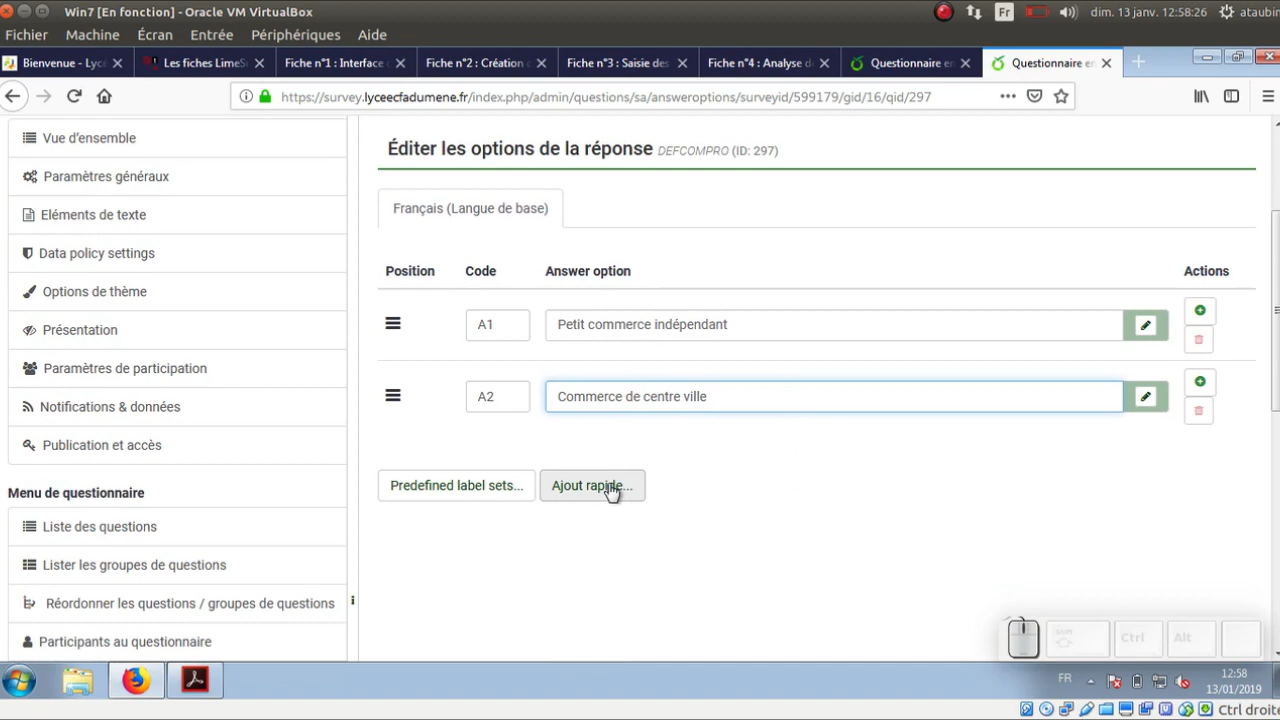 Win7 [En fonction] - Oracle VM VirtualBox
Fr
dim. 13 janv. 12:58:26
ataubin
Fichier Machine Écran Entrée Périphériques Aide
Bienvenue - Lyc
Les fiches LimeS
Fiche n°1 : Interface
Fiche n°2 : Création
Fiche n°3 : Saisie des
Fiche n°4 : Analyse d
Questionnaire en
Questionnaire en
https://survey.lyceecfadumene.fr/index.php/admin/questions/sa/answeroptions/surveyid/599179/gid/16/qid/297
Vue d'ensemble
Paramètres généraux
Eléments de texte
Data policy settings
Options de thème
Présentation
Paramètres de participation
Notifications & données
Publication et accès
Menu de questionnaire
Liste des questions
Lister les groupes de questions
Réordonner les questions / groupes de questions
Participants au questionnaire
Éditer les options de la réponse DEFCOMPRO (ID: 297)
Français (Langue de base)
Position Code Answer option Actions
A1 Petit commerce indépendant
A2 Commerce de centre ville
Predefined label sets... Ajout rapide...
Ctrl Alt
FR
12:58
13/01/2019
Ctrl droite